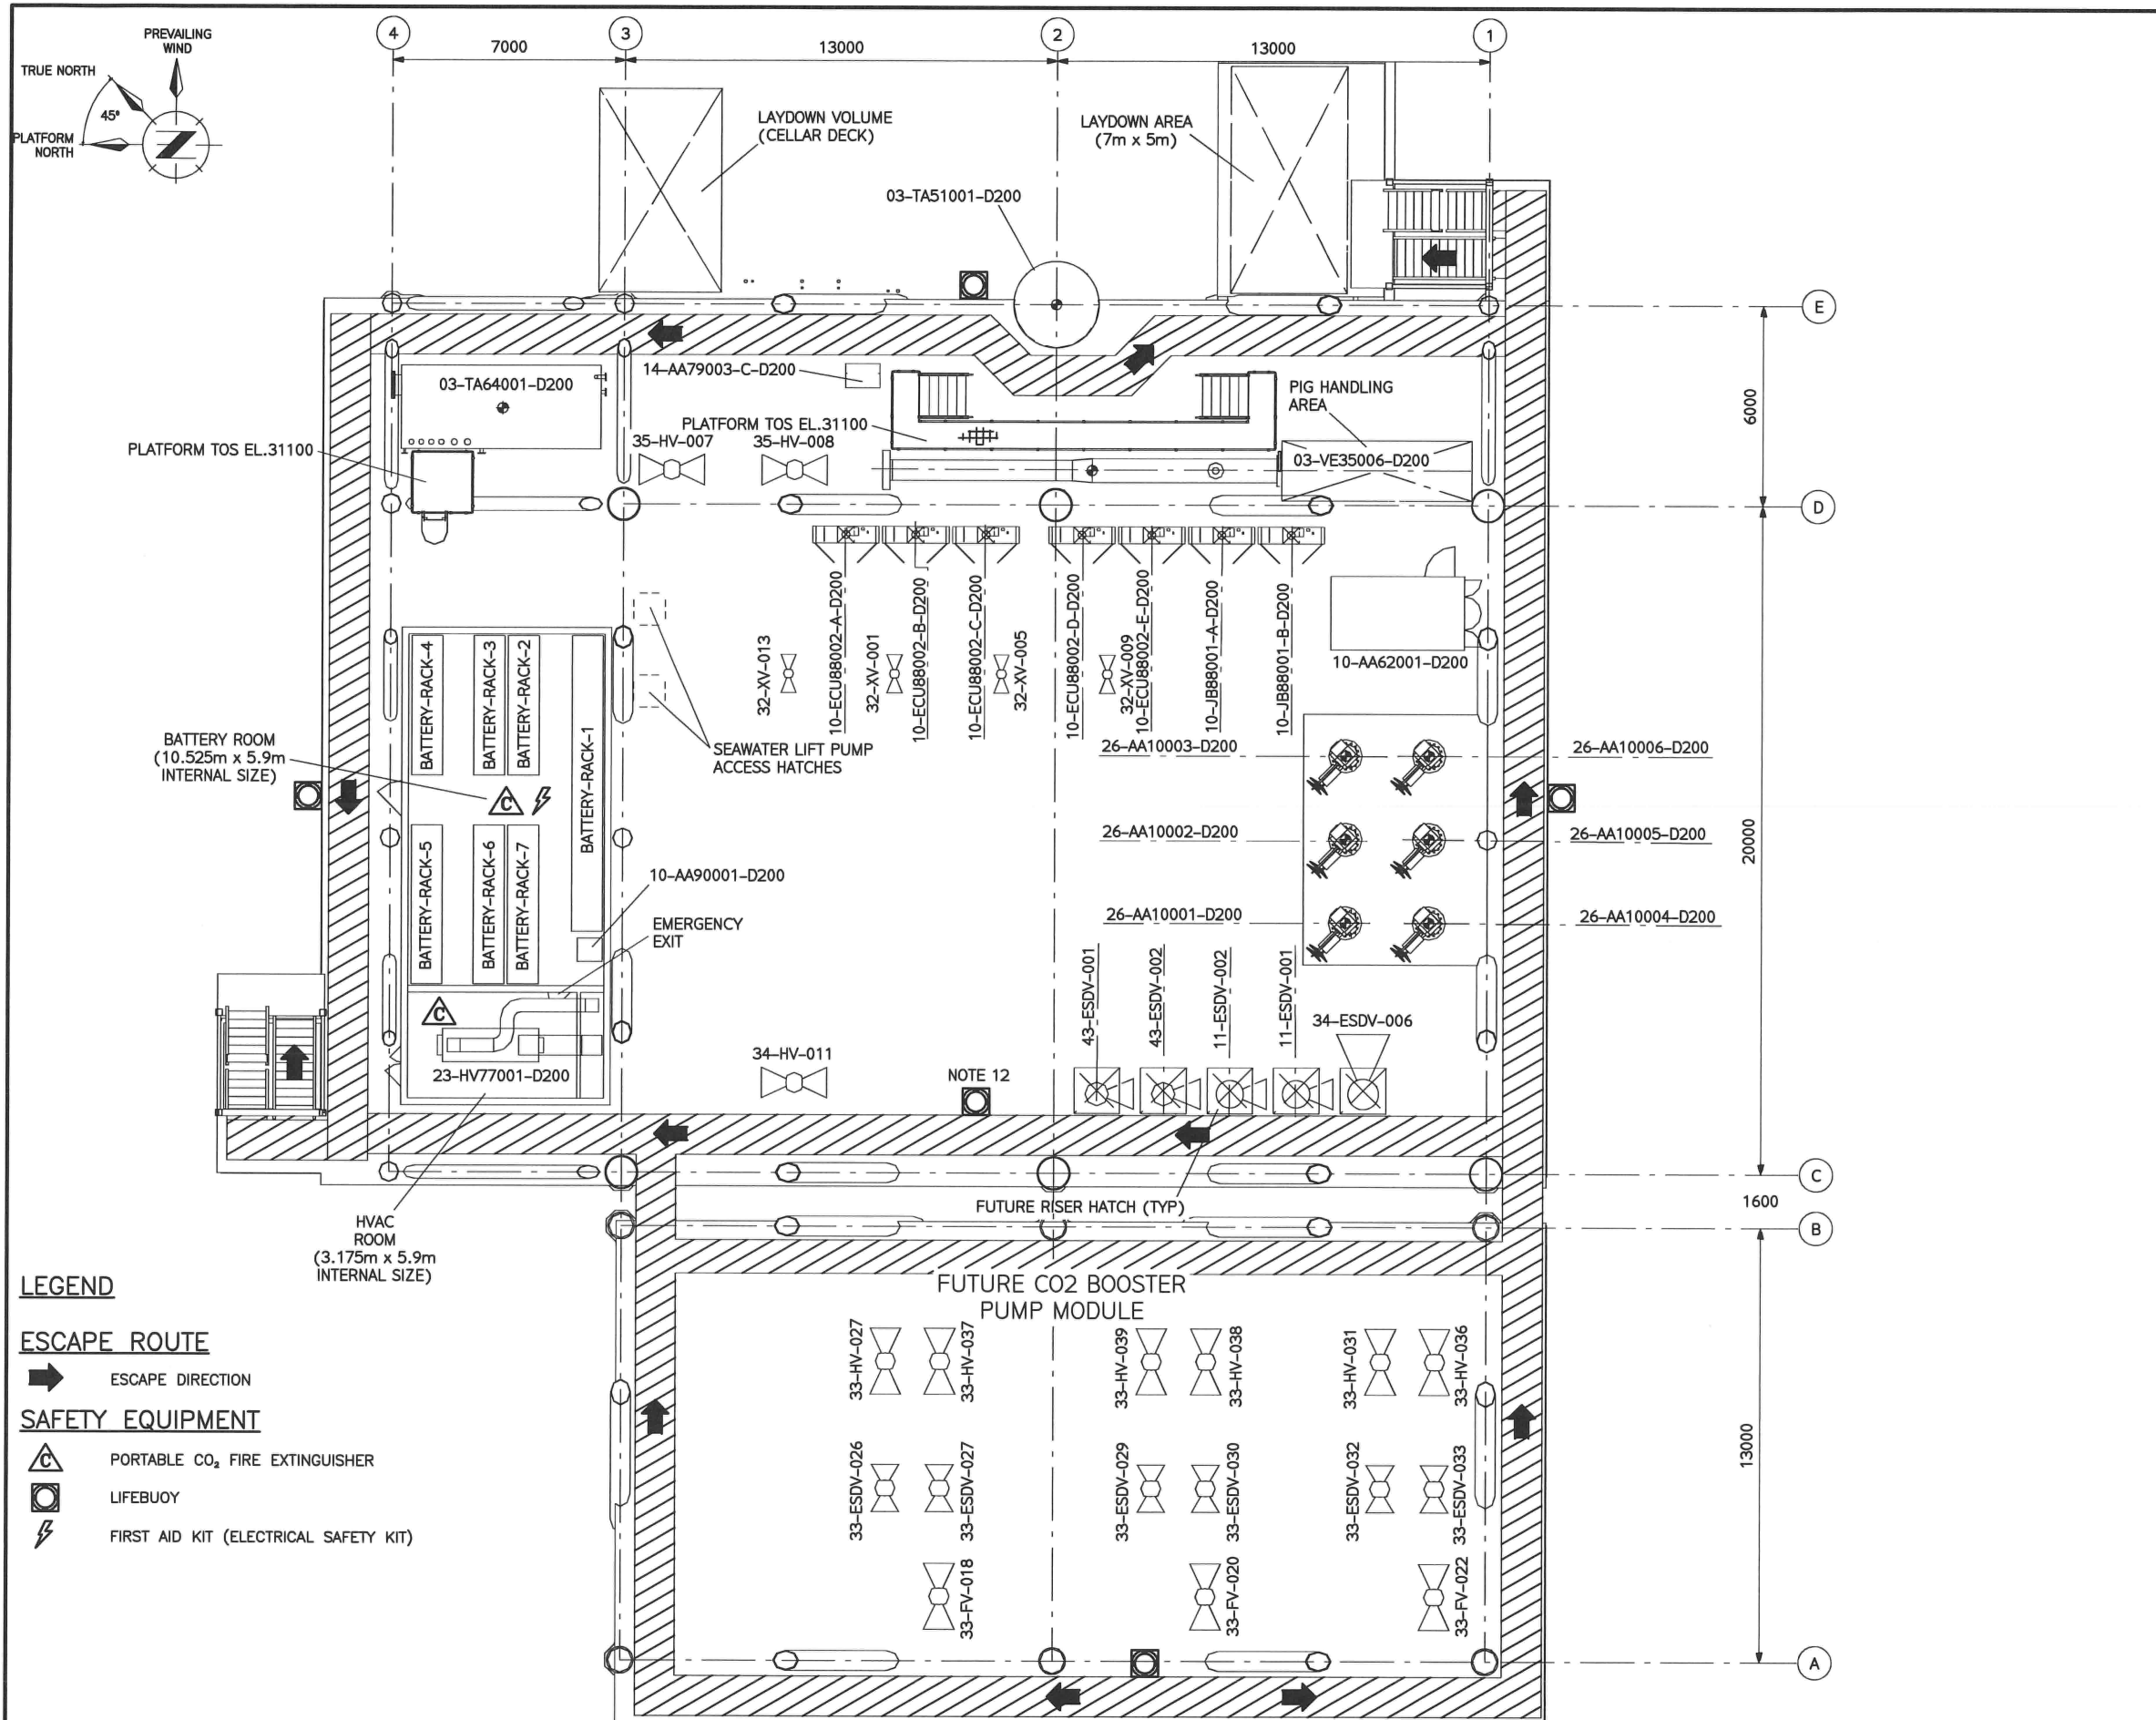 4
3
2
1
PREVAILING
WIND
TRUE NORTH
45°
PLATFORM
NORTH
7000
13000
13000
LAYDOWN VOLUME
(CELLAR DECK)
LAYDOWN AREA
(7m x 5m)
03-TA51001-D200
E
14-AA79003-C-D200
03-TA64001-D200
PIG HANDLING
AREA
PLATFORM TOS EL.31100
PLATFORM TOS EL.31100
35-HV-007
35-HV-008
03-VE35006-D200
6000
D
10-ECU88002-A-D200
10-ECU88002-B-D200
10-ECU88002-C-D200
10-ECU88002-D-D200
10-ECU88002-E-D200
10-JB88001-A-D200
10-JB88001-B-D200
32-XV-013
32-XV-001
32-XV-005
32-XV-009
10-AA62001-D200
BATTERY-RACK-4
BATTERY-RACK-3
BATTERY-RACK-2
BATTERY-RACK-1
BATTERY ROOM
(10.525m x 5.9m
INTERNAL SIZE)
SEAWATER LIFT PUMP
ACCESS HATCHES
26-AA10003-D200
26-AA10006-D200
C
26-AA10002-D200
26-AA10005-D200
20000
BATTERY-RACK-5
BATTERY-RACK-6
BATTERY-RACK-7
10-AA90001-D200
EMERGENCY
EXIT
26-AA10001-D200
26-AA10004-D200
43-ESDV-001
43-ESDV-002
11-ESDV-002
11-ESDV-001
34-ESDV-006
C
23-HV77001-D200
34-HV-011
NOTE 12
C
1600
FUTURE RISER HATCH (TYP)
B
HVAC
ROOM
(3.175m x 5.9m
INTERNAL SIZE)
FUTURE CO2 BOOSTER
PUMP MODULE
33-HV-027
33-HV-037
33-HV-039
33-HV-038
33-HV-031
33-HV-036
33-ESDV-026
33-ESDV-027
33-ESDV-029
33-ESDV-030
33-ESDV-032
33-ESDV-033
13000
33-FV-018
33-FV-020
33-FV-022
A
LEGEND
ESCAPE ROUTE
ESCAPE DIRECTION
SAFETY EQUIPMENT
C
PORTABLE CO₂ FIRE EXTINGUISHER
LIFEBUOY
FIRST AID KIT (ELECTRICAL SAFETY KIT)